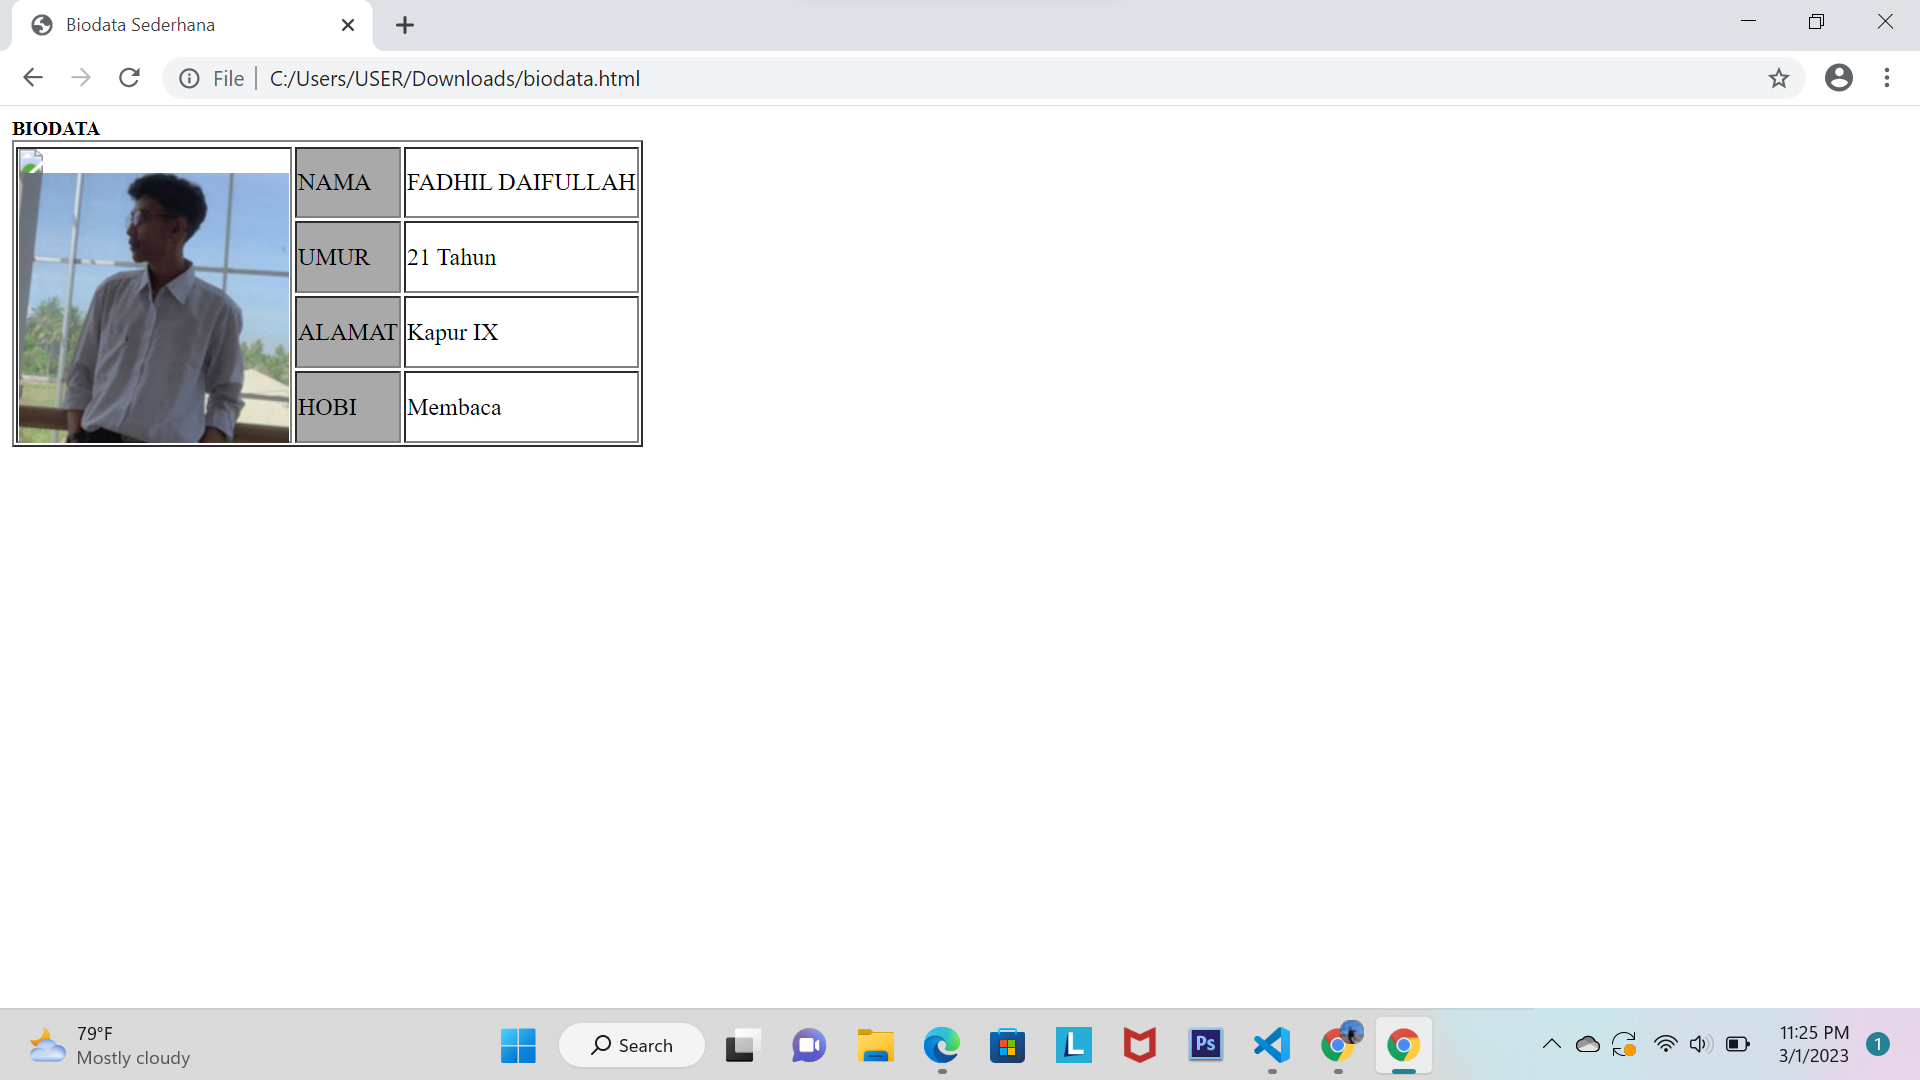 Biodata Sederhana
File
C:/Users/USER/Downloads/biodata.html
BIODATA
NAMA FADHIL DAIFULLAH
UMUR 21 Tahun
ALAMAT Kapur IX
HOBI Membaca
79°F
Mostly cloudy
Search
L
Ps
11:25 PM
3/1/2023
1